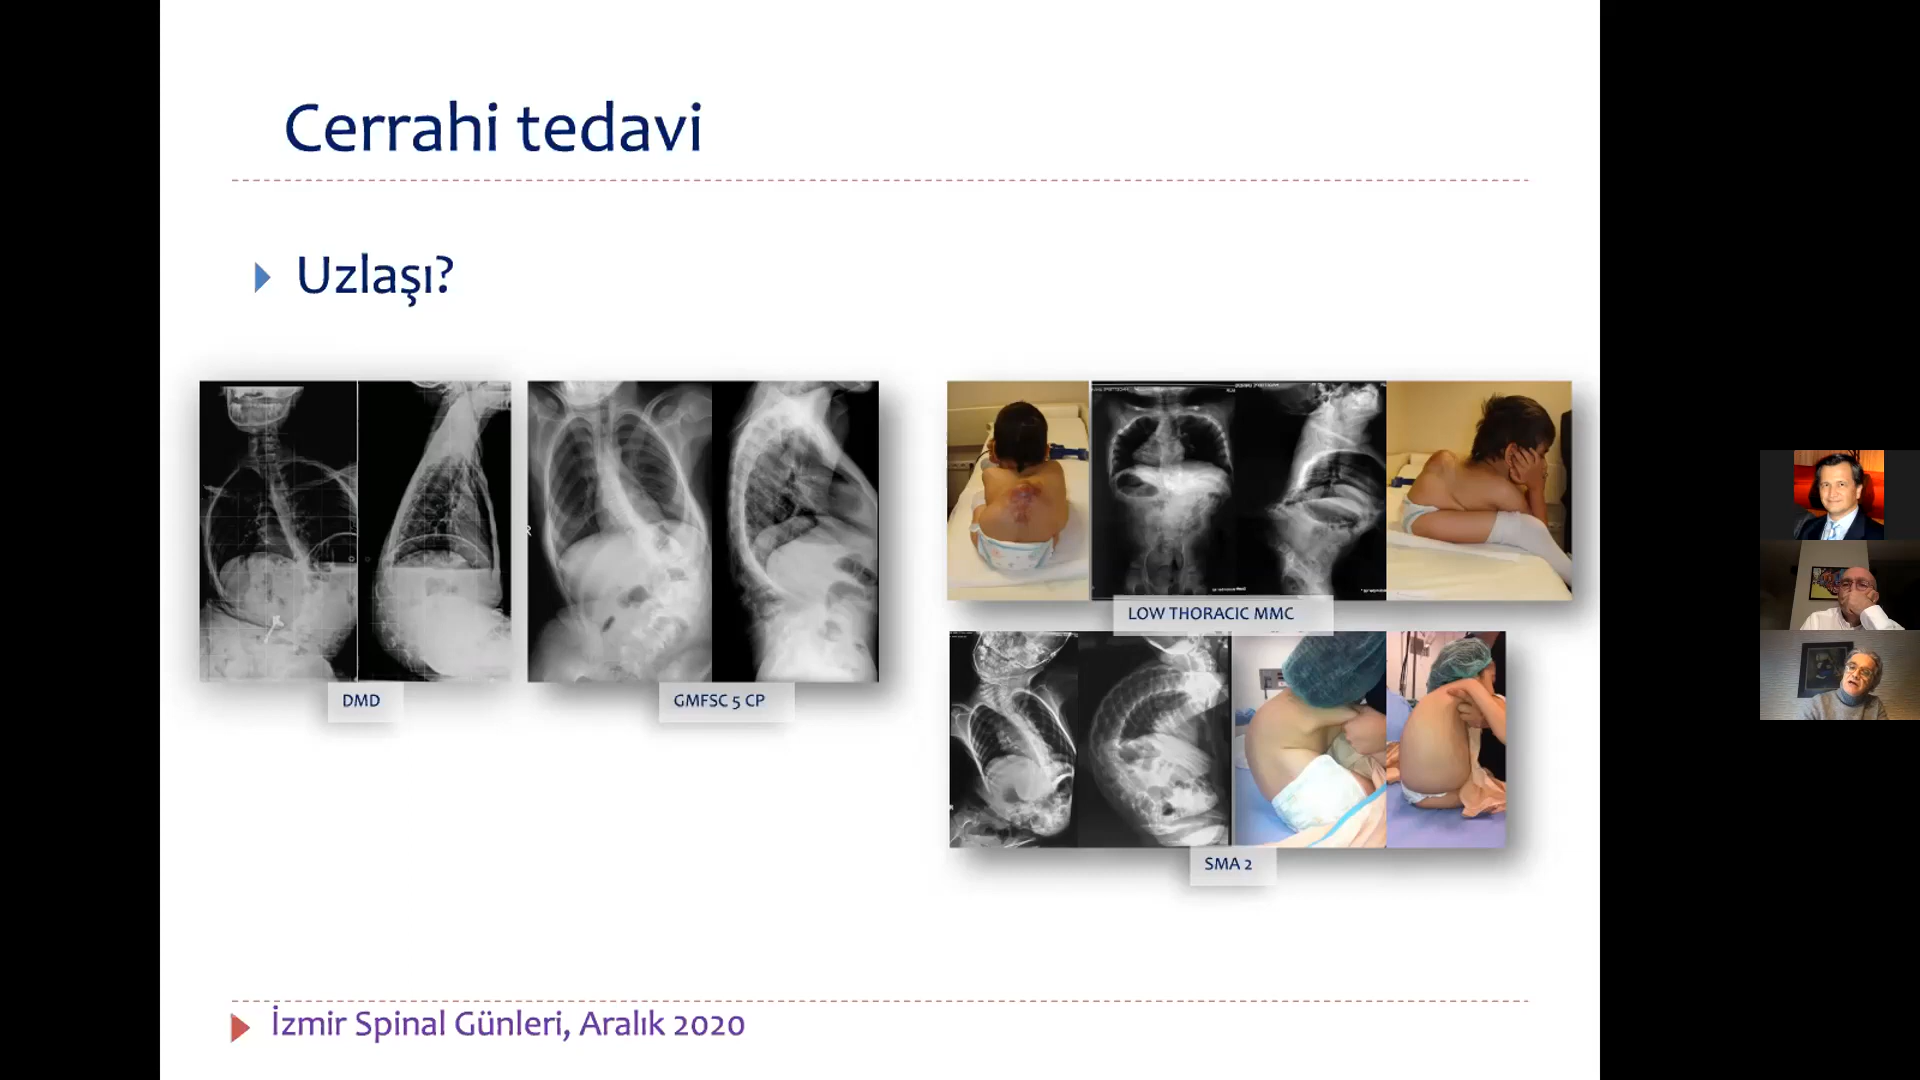 Cerrahi tedavi
Uzlaşı?
DMD
GMFSC 5 CP
LOW THORACIC MMC
SMA 2
İzmir Spinal Günleri, Aralık 2020